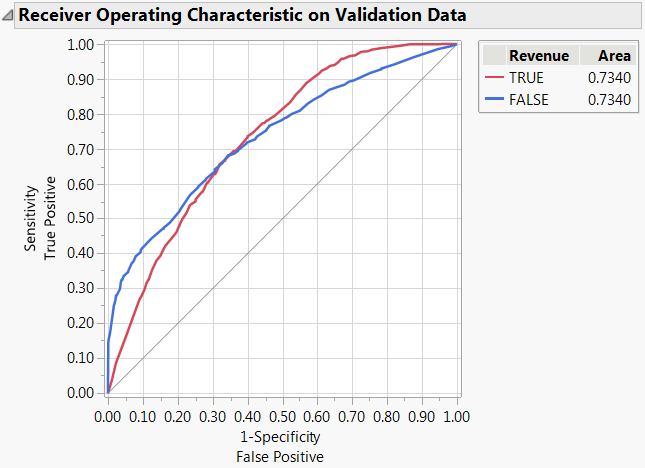 Receiver Operating Characteristic on Validation Data
1.00
0.90
0.80
0.70
0.60
0.50
0.40
0.30
0.20
0.10
0.00
Sensitivity
True Positive
0.00 0.10 0.20 0.30 0.40 0.50 0.60 0.70 0.80 0.90 1.00
1-Specificity
False Positive
Revenue Area
TRUE 0.7340
FALSE 0.7340